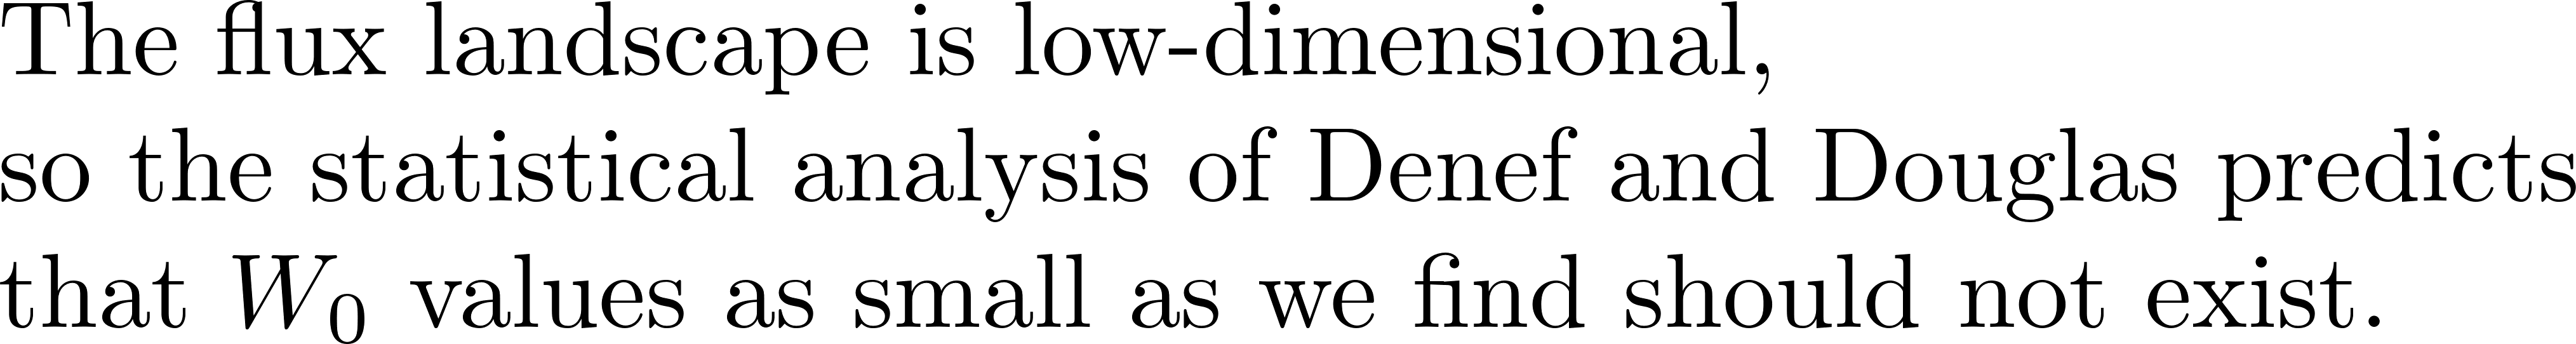 The flux landscape is low-dimensional,
so the statistical analysis of Denef and Douglas predicts
that $W_0$ values as small as we find should not exist.